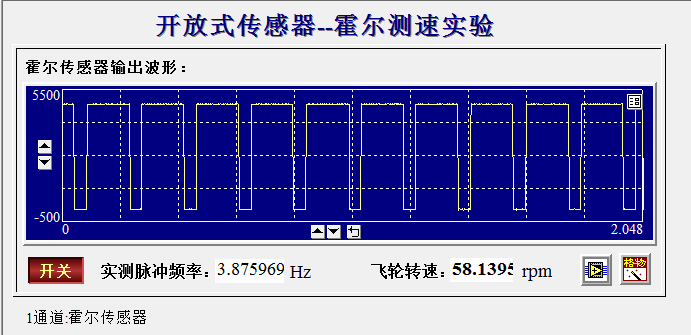 开放式传感器--霍尔测速实验
霍尔传感器输出波形：
5500
-500
0
2.048
开关
实测脉冲频率：3.875969 Hz
飞轮转速：58.1395 rpm
格物
1通道:霍尔传感器